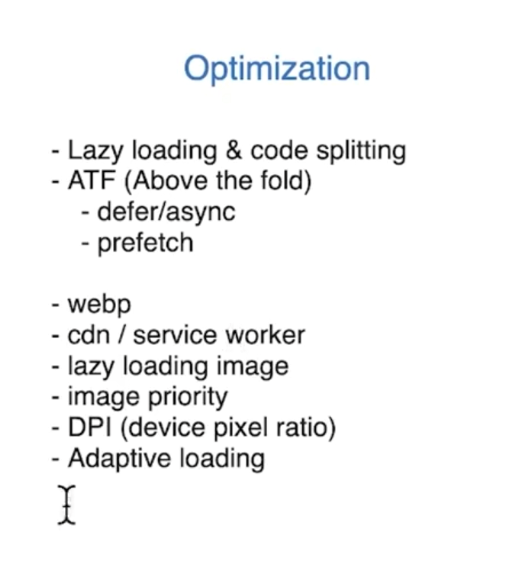 Optimization
- Lazy loading & code splitting
- ATF (Above the fold)
- defer/async
- prefetch
- webp
- cdn / service worker
- lazy loading image
- image priority
- DPI (device pixel ratio)
- Adaptive loading